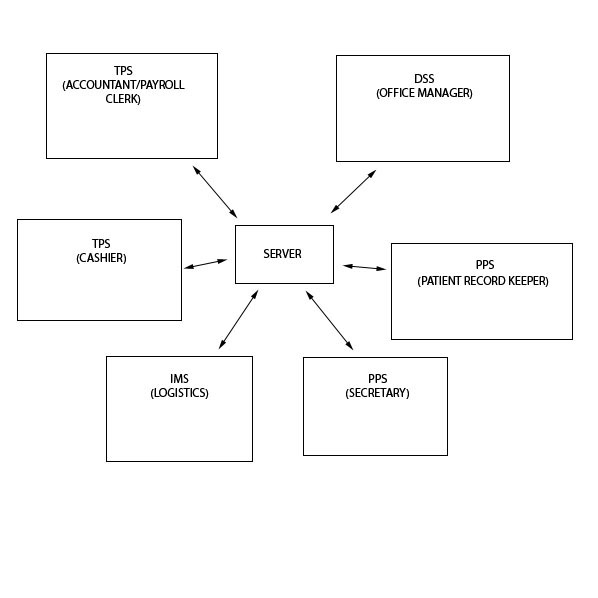 TPS
(ACCOUNTANT/PAYROLL
CLERK)
DSS
(OFFICE MANAGER)
TPS
(CASHIER)
SERVER
PPS
(PATIENT RECORD KEEPER)
IMS
(LOGISTICS)
PPS
(SECRETARY)